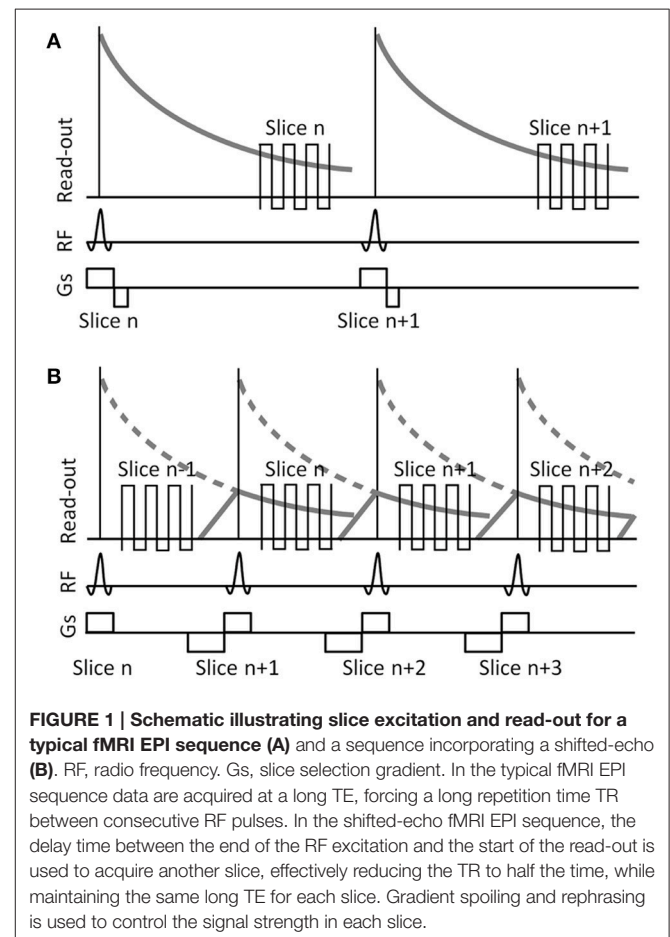 A
Read-out
Slice n
Slice n+1
RF
Gs
Slice n
Slice n+1
B
Read-out
Slice n-1
Slice n
Slice n+1
Slice n+2
RF
Gs
Slice n
Slice n+1
Slice n+2
Slice n+3
FIGURE 1 | Schematic illustrating slice excitation and read-out for a
typical fMRI EPI sequence (A) and a sequence incorporating a shifted-echo
(B). RF, radio frequency. Gs, slice selection gradient. In the typical fMRI EPI
sequence data are acquired at a long TE, forcing a long repetition time TR
between consecutive RF pulses. In the shifted-echo fMRI EPI sequence, the
delay time between the end of the RF excitation and the start of the read-out is
used to acquire another slice, effectively reducing the TR to half the time, while
maintaining the same long TE for each slice. Gradient spoiling and rephrasing
is used to control the signal strength in each slice.